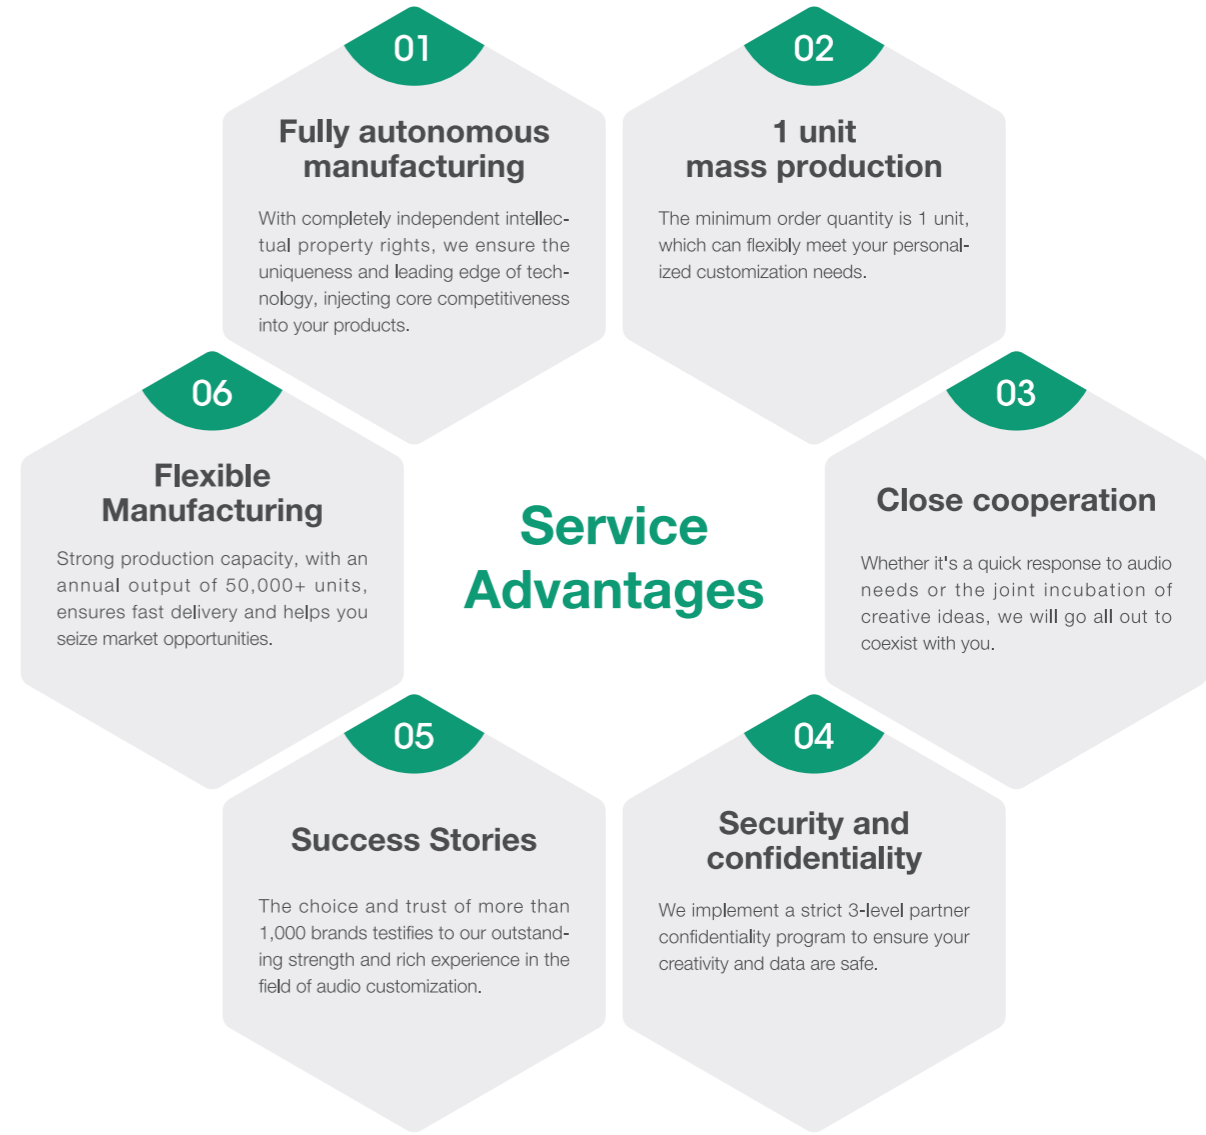 01
Fully autonomous
manufacturing
With completely independent intellec-
tual property rights, we ensure the
uniqueness and leading edge of tech-
nology, injecting core competitiveness
into your products.
02
1 unit
mass production
The minimum order quantity is 1 unit,
which can flexibly meet your personal-
ized customization needs.
03
Close cooperation
Whether it's a quick response to audio
needs or the joint incubation of
creative ideas, we will go all out to
coexist with you.
04
Security and
confidentiality
We implement a strict 3-level partner
confidentiality program to ensure your
creativity and data are safe.
05
Success Stories
The choice and trust of more than
1,000 brands testifies to our outstand-
ing strength and rich experience in the
field of audio customization.
06
Flexible
Manufacturing
Strong production capacity, with an
annual output of 50,000+ units,
ensures fast delivery and helps you
seize market opportunities.
Service
Advantages